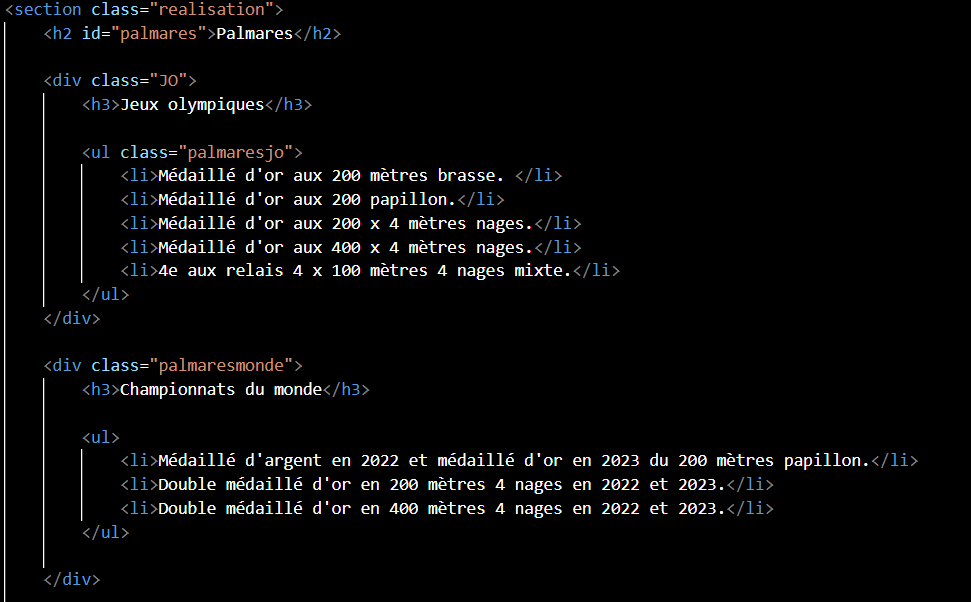 <section class="realisation">
<h2 id="palmares">Palmares</h2>
<div class="JO">
<h3>Jeux olympiques</h3>
<ul class="palmaresjo">
<li>Médaillé d'or aux 200 mètres brasse. </li>
<li>Médaillé d'or aux 200 papillon.</li>
<li>Médaillé d'or aux 200 x 4 mètres nages.</li>
<li>Médaillé d'or aux 400 x 4 mètres nages.</li>
<li>4e aux relais 4 x 100 mètres 4 nages mixte.</li>
</ul>
</div>
<div class="palmaresmonde">
<h3>Championnats du monde</h3>
<ul>
<li>Médaillé d'argent en 2022 et médaillé d'or en 2023 du 200 mètres papillon.</li>
<li>Double médaillé d'or en 200 mètres 4 nages en 2022 et 2023.</li>
<li>Double médaillé d'or en 400 mètres 4 nages en 2022 et 2023.</li>
</ul>
</div>